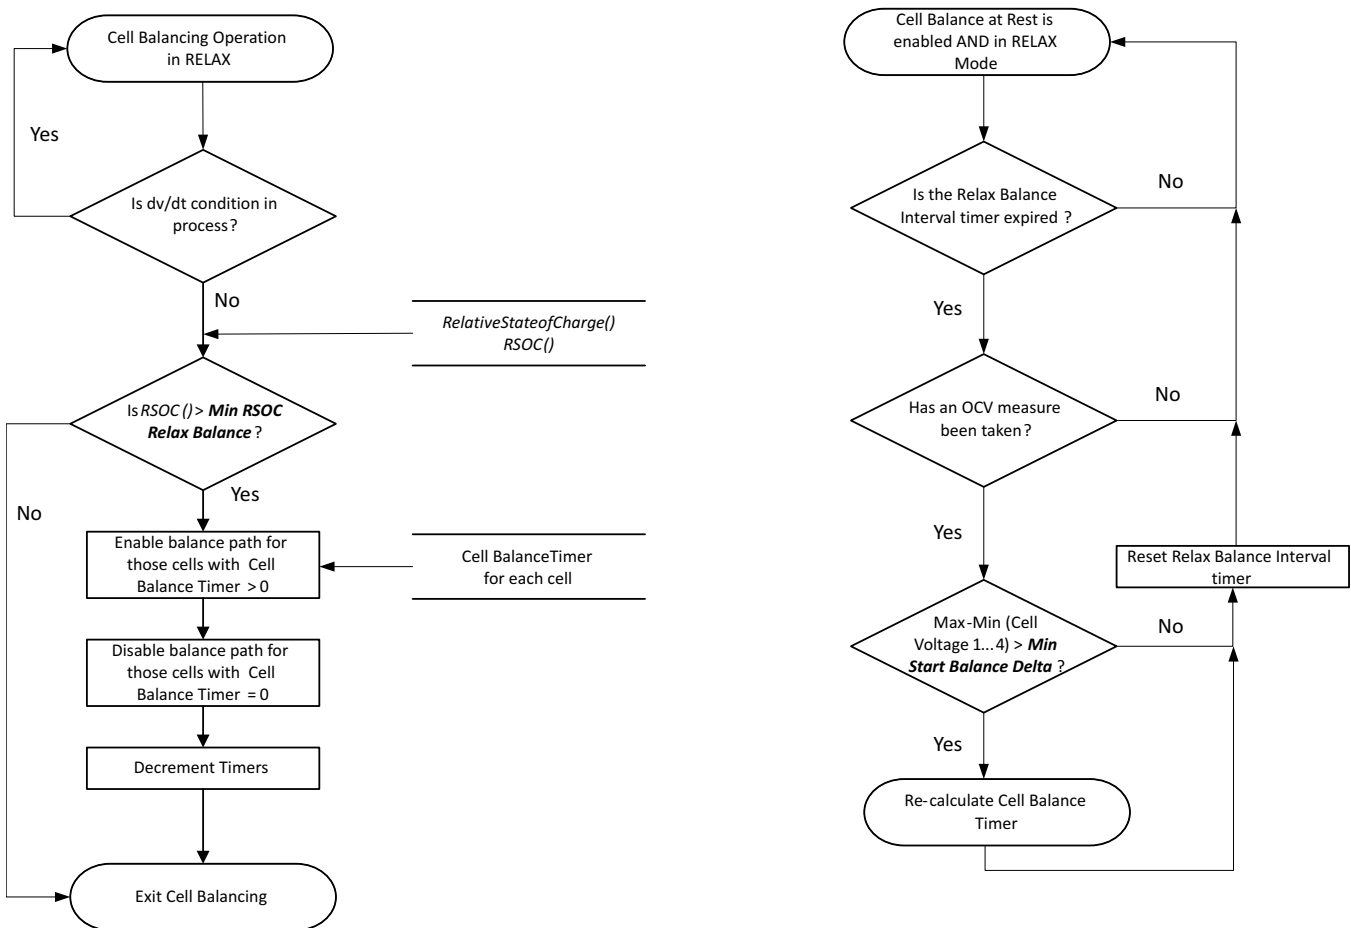 Cell Balancing Operation
in RELAX
Yes
Is dv/dt condition in
process?
No
RelativeStateofCharge()
RSOC()
Is RSOC () > Min RSOC
Relax Balance ?
Yes
No
Enable balance path for
those cells with Cell
Balance Timer > 0
Cell BalanceTimer
for each cell
Disable balance path for
those cells with Cell
Balance Timer = 0
Decrement Timers
Exit Cell Balancing
Cell Balance at Rest is
enabled AND in RELAX
Mode
Is the Relax Balance
Interval timer expired ?
No
Yes
Has an OCV measure
been taken?
No
Yes
Reset Relax Balance Interval
timer
Max-Min (Cell
Voltage 1...4) > Min
Start Balance Delta ?
No
Yes
Re-calculate Cell Balance
Timer